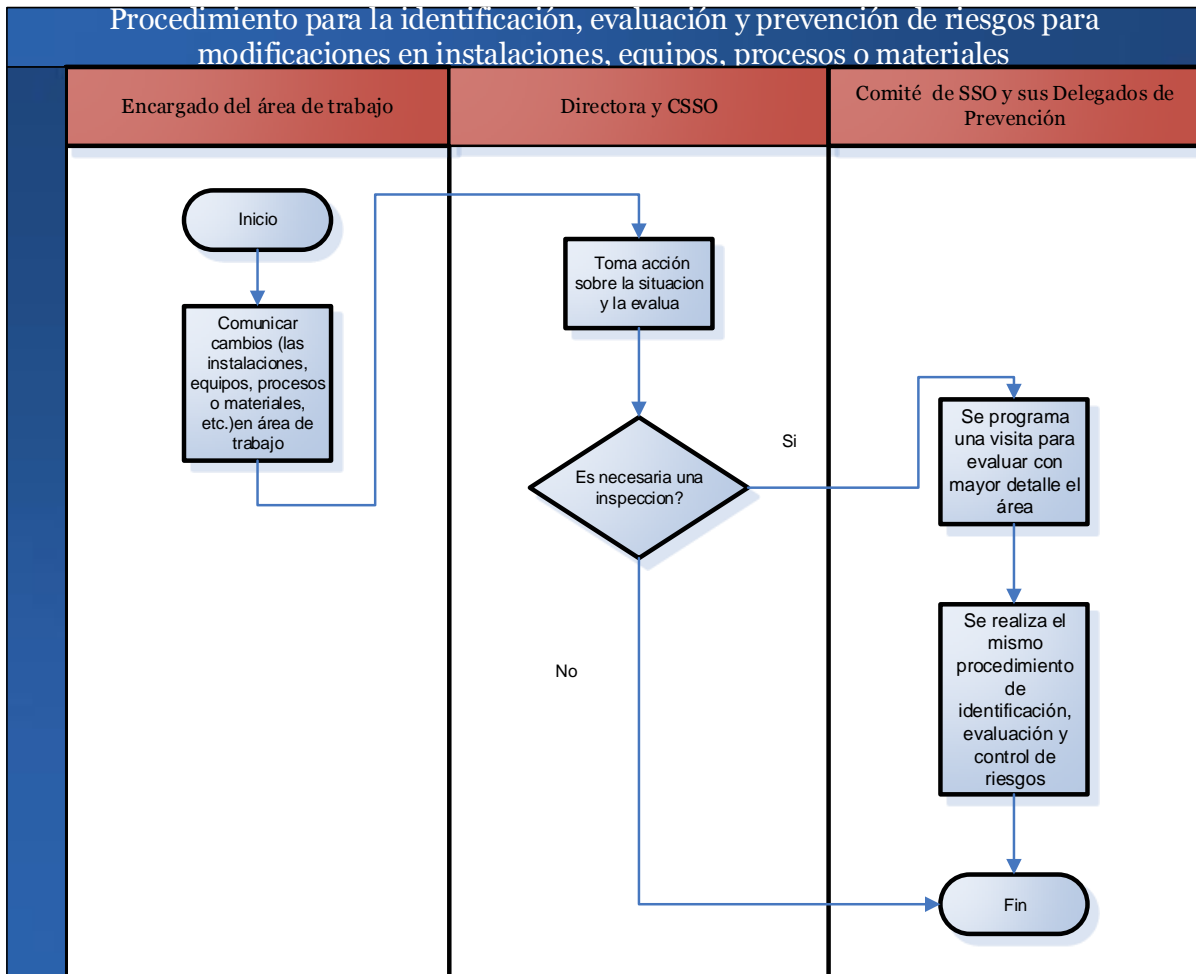 Procedimiento para la identificación, evaluación y prevención de riesgos para
modificaciones en instalaciones, equipos, procesos o materiales
Encargado del área de trabajo
Directora y CSSO
Comité de SSO y sus Delegados de
Prevención
Inicio
Comunicar
cambios (las
instalaciones,
equipos, procesos
o materiales,
etc.)en área de
trabajo
Toma acción
sobre la situacion
y la evalua
Es necesaria una
inspeccion?
Si
No
Se programa
una visita para
evaluar con
mayor detalle el
área
Se realiza el
mismo
procedimiento
de
identificación,
evaluación y
control de
riesgos
Fin